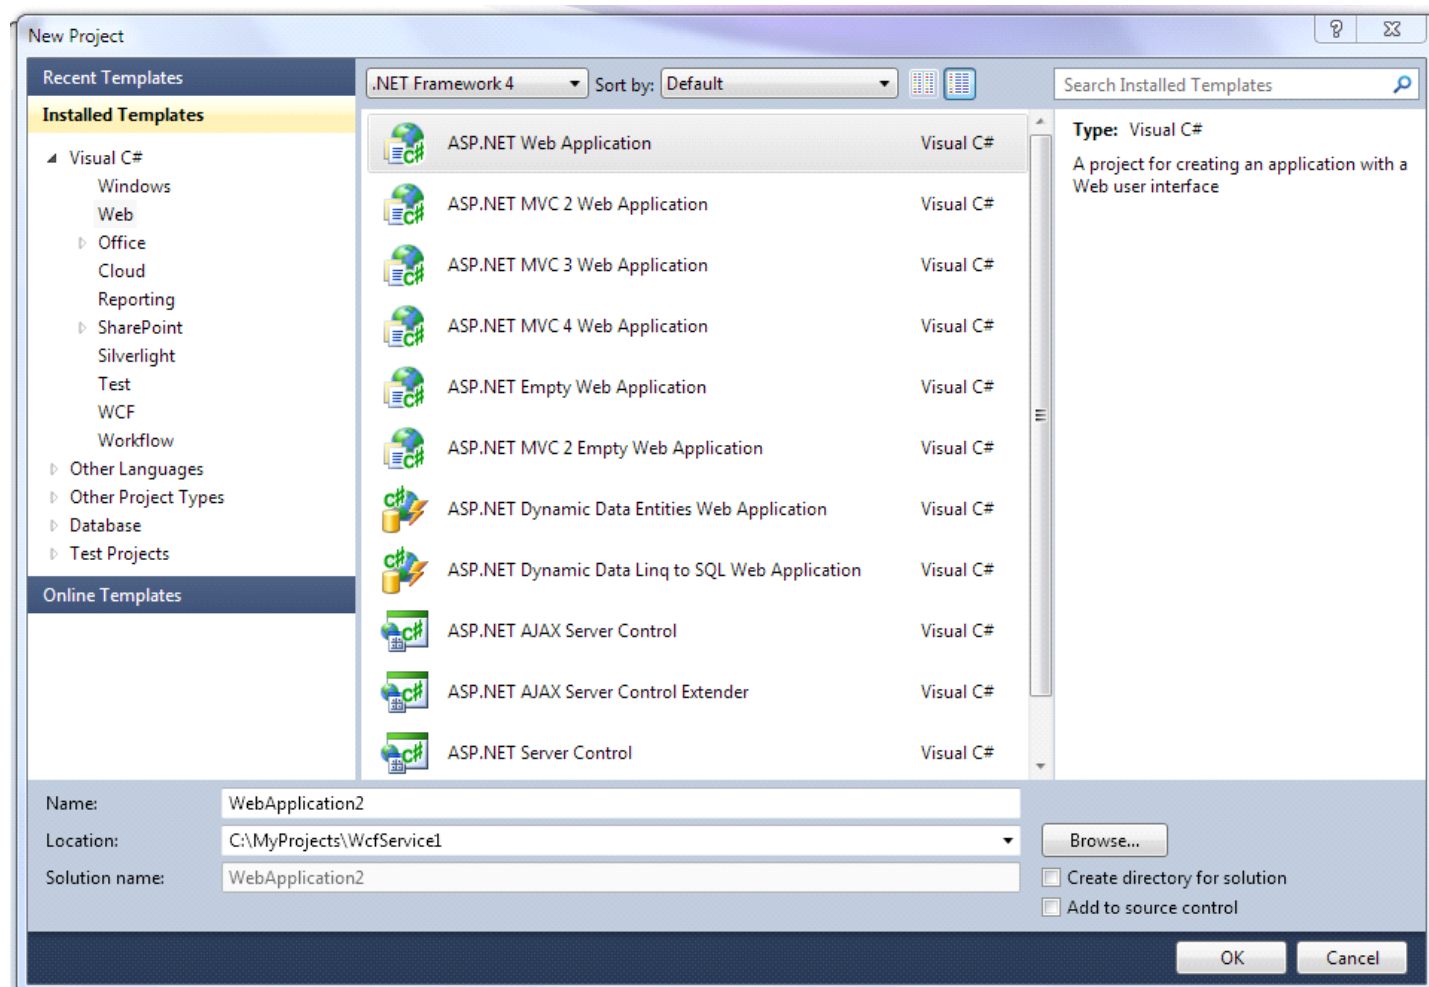 New Project
Recent Templates
.NET Framework 4
Sort by:
Default
Search Installed Templates
Installed Templates
Visual C#
Windows
Web
Office
Cloud
Reporting
SharePoint
Silverlight
Test
WCF
Workflow
Other Languages
Other Project Types
Database
Test Projects
Online Templates
ASP.NET Web Application Visual C#
ASP.NET MVC 2 Web Application Visual C#
ASP.NET MVC 3 Web Application Visual C#
ASP.NET MVC 4 Web Application Visual C#
ASP.NET Empty Web Application Visual C#
ASP.NET MVC 2 Empty Web Application Visual C#
ASP.NET Dynamic Data Entities Web Application Visual C#
ASP.NET Dynamic Data Linq to SQL Web Application Visual C#
ASP.NET AJAX Server Control Visual C#
ASP.NET AJAX Server Control Extender Visual C#
ASP.NET Server Control Visual C#
Type: Visual C#
A project for creating an application with a
Web user interface
Name: WebApplication2
Location: C:\MyProjects\WcfService1
Browse...
Solution name: WebApplication2
Create directory for solution
Add to source control
OK
Cancel